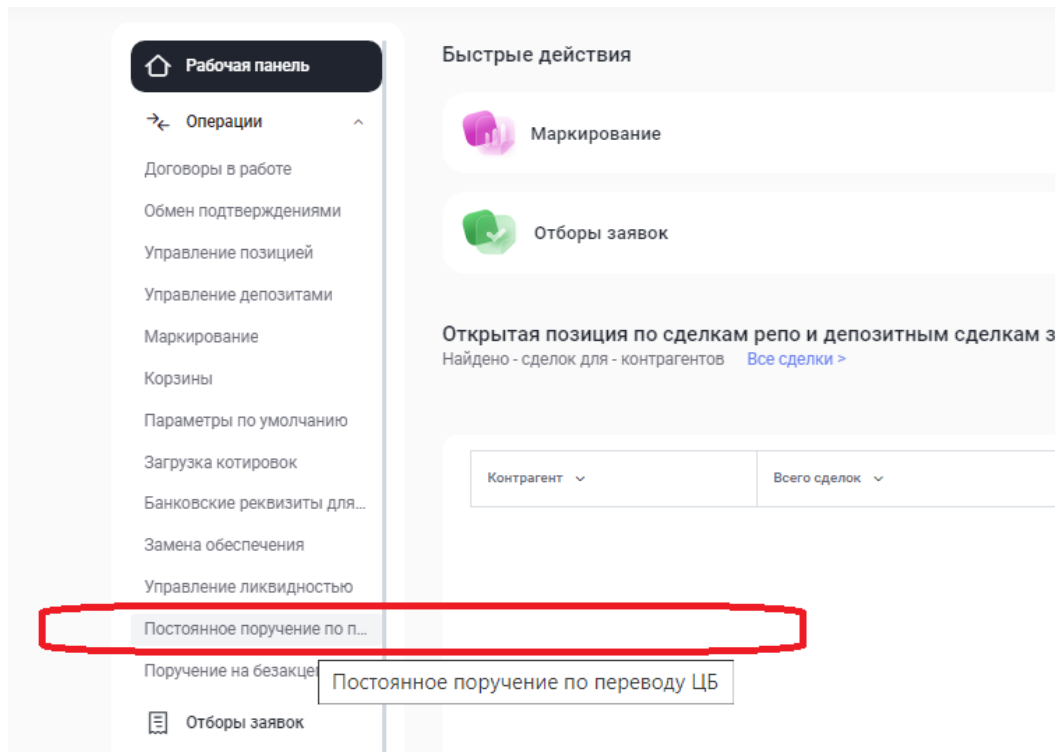 Рабочая панель
Операции
Договоры в работе
Обмен подтверждениями
Управление позицией
Управление депозитами
Маркирование
Корзины
Параметры по умолчанию
Загрузка котировок
Банковские реквизиты для...
Замена обеспечения
Управление ликвидностью
Постоянное поручение по п...
Поручение на
Постоянное поручение по переводу ЦБ
Отборы заявок
Быстрые действия
Маркирование
Отборы заявок
Открытая позиция по сделкам репо и депозитным сделкам з
Найдено - сделок для - контрагентов Все сделки >
Контрагент Всего сделок